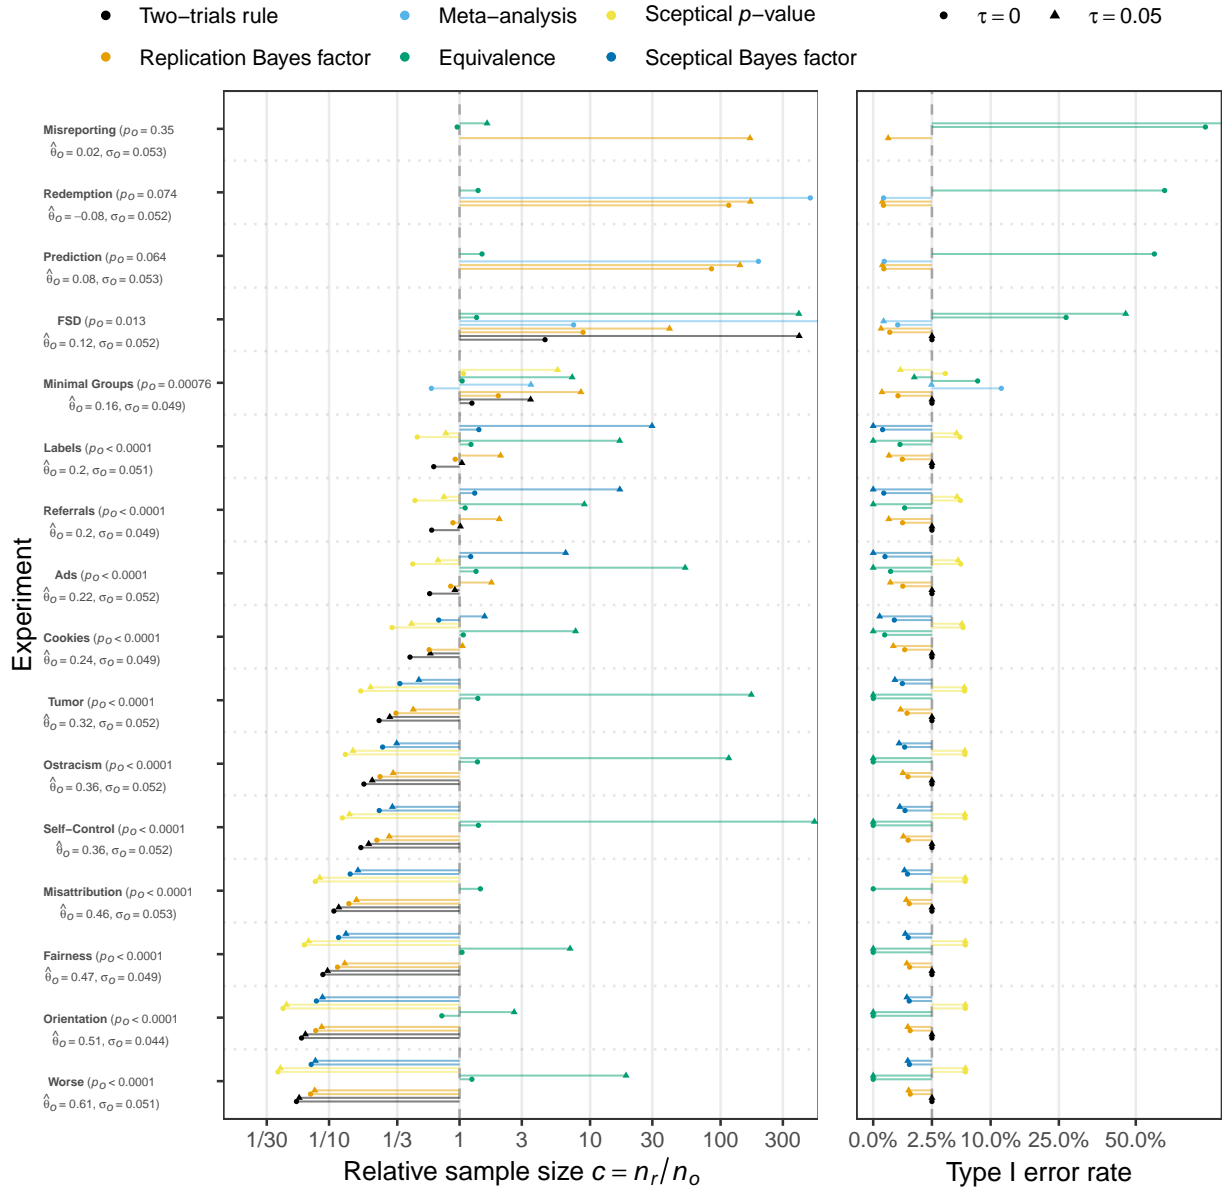 Two−trials rule
Meta−analysis
Sceptical p−value
τ = 0
τ = 0.05
Replication Bayes factor
Equivalence
Sceptical Bayes factor
Experiment
Misreporting (po = 0.35
θ̂o = 0.02, σo = 0.053)
Redemption (po = 0.074
θ̂o = −0.08, σo = 0.052)
Prediction (po = 0.064
θ̂o = 0.08, σo = 0.053)
FSD (po = 0.013
θ̂o = 0.12, σo = 0.052)
Minimal Groups (po = 0.00076
θ̂o = 0.16, σo = 0.049)
Labels (po < 0.0001
θ̂o = 0.2, σo = 0.051)
Referrals (po < 0.0001
θ̂o = 0.2, σo = 0.049)
Ads (po < 0.0001
θ̂o = 0.22, σo = 0.052)
Cookies (po < 0.0001
θ̂o = 0.24, σo = 0.049)
Tumor (po < 0.0001
θ̂o = 0.32, σo = 0.052)
Ostracism (po < 0.0001
θ̂o = 0.36, σo = 0.052)
Self−Control (po < 0.0001
θ̂o = 0.36, σo = 0.052)
Misattribution (po < 0.0001
θ̂o = 0.46, σo = 0.053)
Fairness (po < 0.0001
θ̂o = 0.47, σo = 0.049)
Orientation (po < 0.0001
θ̂o = 0.51, σo = 0.044)
Worse (po < 0.0001
θ̂o = 0.61, σo = 0.051)
1/30 1/10 1/3 1 3 10 30 100 300
Relative sample size c = nr/no
0.0% 2.5% 10.0% 25.0% 50.0%
Type I error rate